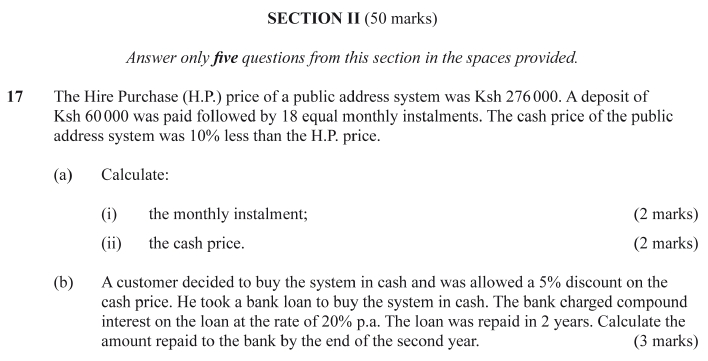 SECTION II (50 marks)
Answer only five questions from this section in the spaces provided.
17 The Hire Purchase (H.P.) price of a public address system was Ksh 276 000. A deposit of
Ksh 60 000 was paid followed by 18 equal monthly instalments. The cash price of the public
address system was 10% less than the H.P. price.
(a) Calculate:
(i) the monthly instalment; (2 marks)
(ii) the cash price. (2 marks)
(b) A customer decided to buy the system in cash and was allowed a 5% discount on the
cash price. He took a bank loan to buy the system in cash. The bank charged compound
interest on the loan at the rate of 20% p.a. The loan was repaid in 2 years. Calculate the
amount repaid to the bank by the end of the second year. (3 marks)